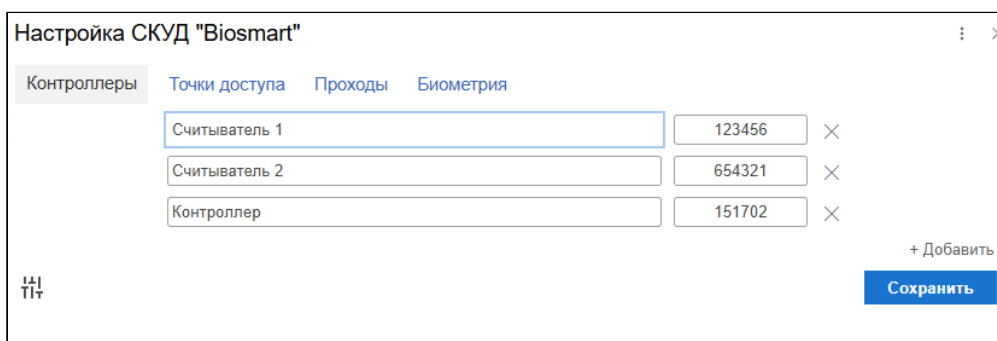 Настройка СКУД "Biosmart"
Контроллеры Точки доступа Проходы Биометрия
Считыватель 1 123456
Считыватель 2 654321
Контроллер 151702
+ Добавить
Сохранить